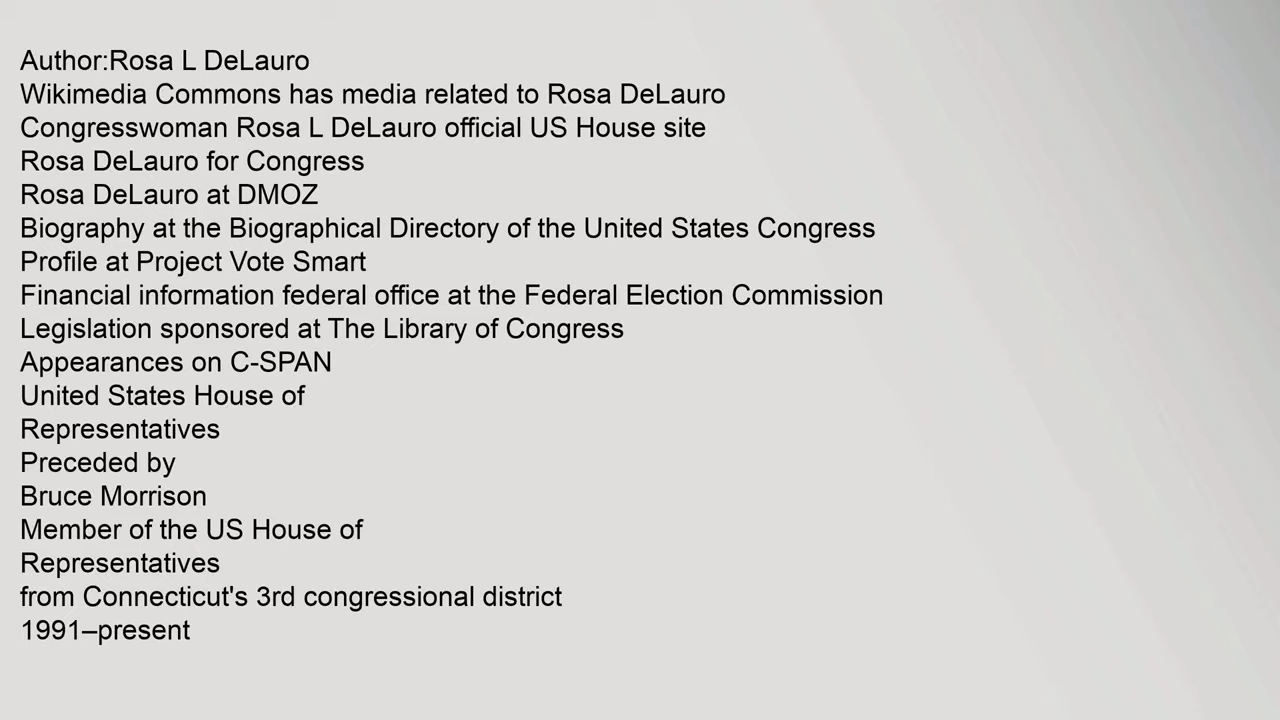 Author:Rosa L DeLauro
Wikimedia Commons has media related to Rosa DeLauro
Congresswoman Rosa L DeLauro official US House site
Rosa DeLauro for Congress
Rosa DeLauro at DMOZ
Biography at the Biographical Directory of the United States Congress
Profile at Project Vote Smart
Financial information federal office at the Federal Election Commission
Legislation sponsored at The Library of Congress
Appearances on C-SPAN
United States House of
Representatives
Preceded by
Bruce Morrison
Member of the US House of
Representatives
from Connecticut's 3rd congressional district
1991–present